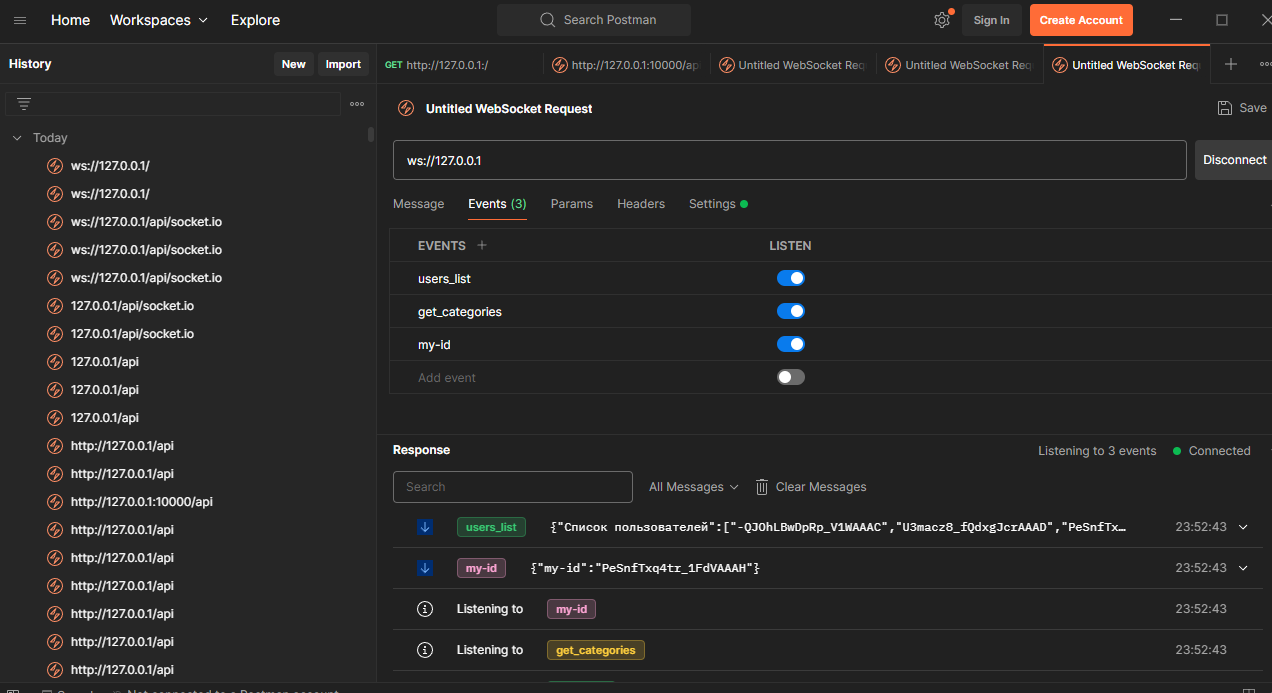 Home Workspaces Explore Search Postman Sign In Create Account
History New Import
GET http://127.0.0.1:/ http://127.0.0.1:10000/ap Untitled WebSocket Req Untitled WebSocket Req Untitled WebSocket Req
Untitled WebSocket Request Save
Today
ws://127.0.0.1/
ws://127.0.0.1/
ws://127.0.0.1/api/socket.io
ws://127.0.0.1/api/socket.io
ws://127.0.0.1/api/socket.io
127.0.0.1/api/socket.io
127.0.0.1/api/socket.io
127.0.0.1/api
127.0.0.1/api
127.0.0.1/api
http://127.0.0.1/api
http://127.0.0.1/api
http://127.0.0.1:10000/api
http://127.0.0.1/api
http://127.0.0.1/api
http://127.0.0.1/api
http://127.0.0.1/api
http://127.0.0.1/api
http://127.0.0.1/api
ws://127.0.0.1 Disconnect
Message Events (3) Params Headers Settings
EVENTS LISTEN
users_list
get_categories
my-id
Add event
Response Listening to 3 events Connected
Search All Messages Clear Messages
users_list {"Список пользователей":["-QJOhLBwDpRp_V1WAAAC","U3macz8_fQdxgJcrAAAD","PeSnfTx… 23:52:43
my-id {"my-id":"PeSnfTxq4tr_1FdVAAAH"} 23:52:43
Listening to my-id 23:52:43
Listening to get_categories 23:52:43
Not connected to a Postman account